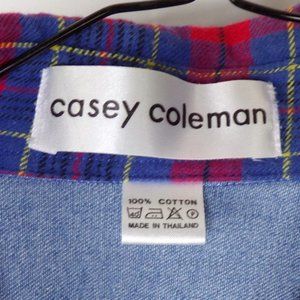 casey coleman
100% COTTON
MADE IN THAILAND